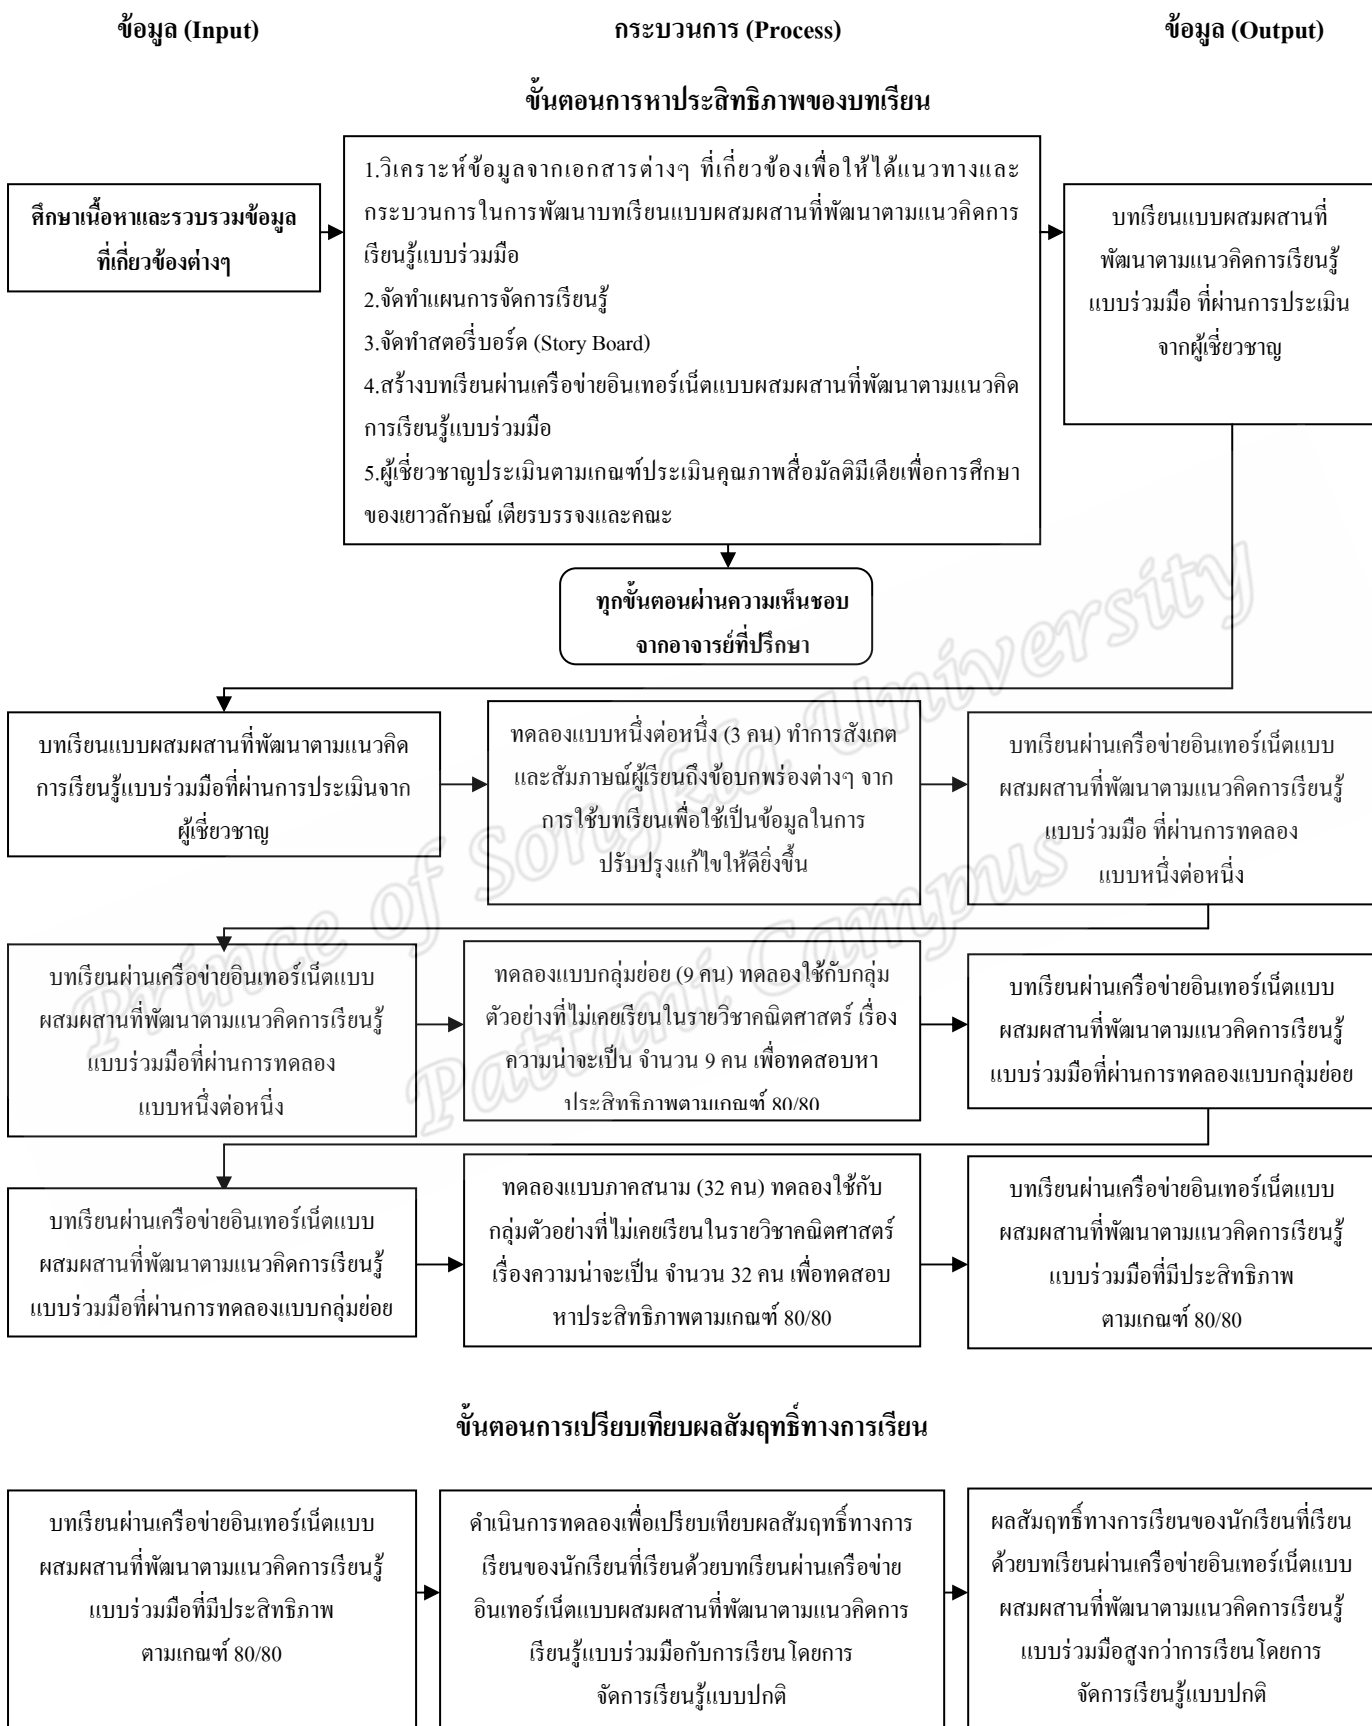 ข้อมูล (Input)
กระบวนการ (Process)
ข้อมูล (Output)
ขั้นตอนการหาประสิทธิภาพของบทเรียน
ศึกษาเนื้อหาและรวบรวมข้อมูล
ที่เกี่ยวข้องต่างๆ
1.วิเคราะห์ข้อมูลจากเอกสารต่างๆ ที่เกี่ยวข้องเพื่อให้ได้แนวทางและ
กระบวนการในการพัฒนาบทเรียนแบบผสมผสานที่พัฒนาตามแนวคิดการ
เรียนรู้แบบร่วมมือ
2.จัดทำแผนการจัดการเรียนรู้
3.จัดทำสตอรี่บอร์ด (Story Board)
4.สร้างบทเรียนผ่านเครือข่ายอินเทอร์เน็ตแบบผสมผสานที่พัฒนาตามแนวคิด
การเรียนรู้แบบร่วมมือ
5.ผู้เชี่ยวชาญประเมินตามเกณฑ์ประเมินคุณภาพสื่อมัลติมีเดียเพื่อการศึกษา
ของเยาวลักษณ์ เตียรบรรจงและคณะ
บทเรียนแบบผสมผสานที่
พัฒนาตามแนวคิดการเรียนรู้
แบบร่วมมือ ที่ผ่านการประเมิน
จากผู้เชี่ยวชาญ
ทุกขั้นตอนผ่านความเห็นชอบ
จากอาจารย์ที่ปรึกษา
บทเรียนแบบผสมผสานที่พัฒนาตามแนวคิด
การเรียนรู้แบบร่วมมือที่ผ่านการประเมินจาก
ผู้เชี่ยวชาญ
ทดลองแบบหนึ่งต่อหนึ่ง (3 คน) ทำการสังเกต
และสัมภาษณ์ผู้เรียนถึงข้อบกพร่องต่างๆ จาก
การใช้บทเรียนเพื่อใช้เป็นข้อมูลในการ
ปรับปรุงแก้ไขให้ดียิ่งขึ้น
บทเรียนผ่านเครือข่ายอินเทอร์เน็ตแบบ
ผสมผสานที่พัฒนาตามแนวคิดการเรียนรู้
แบบร่วมมือ ที่ผ่านการทดลอง
แบบหนึ่งต่อหนึ่ง
บทเรียนผ่านเครือข่ายอินเทอร์เน็ตแบบ
ผสมผสานที่พัฒนาตามแนวคิดการเรียนรู้
แบบร่วมมือที่ผ่านการทดลอง
แบบหนึ่งต่อหนึ่ง
ทดลองแบบกลุ่มย่อย (9 คน) ทดลองใช้กับกลุ่ม
ตัวอย่างที่ไม่เคยเรียนในรายวิชาคณิตศาสตร์ เรื่อง
ความน่าจะเป็น จำนวน 9 คน เพื่อทดสอบหา
ประสิทธิภาพตามเกณฑ์ 80/80
บทเรียนผ่านเครือข่ายอินเทอร์เน็ตแบบ
ผสมผสานที่พัฒนาตามแนวคิดการเรียนรู้
แบบร่วมมือที่ผ่านการทดลองแบบกลุ่มย่อย
บทเรียนผ่านเครือข่ายอินเทอร์เน็ตแบบ
ผสมผสานที่พัฒนาตามแนวคิดการเรียนรู้
แบบร่วมมือที่ผ่านการทดลองแบบกลุ่มย่อย
ทดลองแบบภาคสนาม (32 คน) ทดลองใช้กับ
กลุ่มตัวอย่างที่ไม่เคยเรียนในรายวิชาคณิตศาสตร์
เรื่องความน่าจะเป็น จำนวน 32 คน เพื่อทดสอบ
หาประสิทธิภาพตามเกณฑ์ 80/80
บทเรียนผ่านเครือข่ายอินเทอร์เน็ตแบบ
ผสมผสานที่พัฒนาตามแนวคิดการเรียนรู้
แบบร่วมมือที่มีประสิทธิภาพ
ตามเกณฑ์ 80/80
ขั้นตอนการเปรียบเทียบผลสัมฤทธิ์ทางการเรียน
บทเรียนผ่านเครือข่ายอินเทอร์เน็ตแบบ
ผสมผสานที่พัฒนาตามแนวคิดการเรียนรู้
แบบร่วมมือที่มีประสิทธิภาพ
ตามเกณฑ์ 80/80
ดำเนินการทดลองเพื่อเปรียบเทียบผลสัมฤทธิ์ทางการ
เรียนของนักเรียนที่เรียนด้วยบทเรียนผ่านเครือข่าย
อินเทอร์เน็ตแบบผสมผสานที่พัฒนาตามแนวคิดการ
เรียนรู้แบบร่วมมือกับการเรียนโดยการ
จัดการเรียนรู้แบบปกติ
ผลสัมฤทธิ์ทางการเรียนของนักเรียนที่เรียน
ด้วยบทเรียนผ่านเครือข่ายอินเทอร์เน็ตแบบ
ผสมผสานที่พัฒนาตามแนวคิดการเรียนรู้
แบบร่วมมือสูงกว่าการเรียนโดยการ
จัดการเรียนรู้แบบปกติ
Prince of Songkla University
Pattani Campus